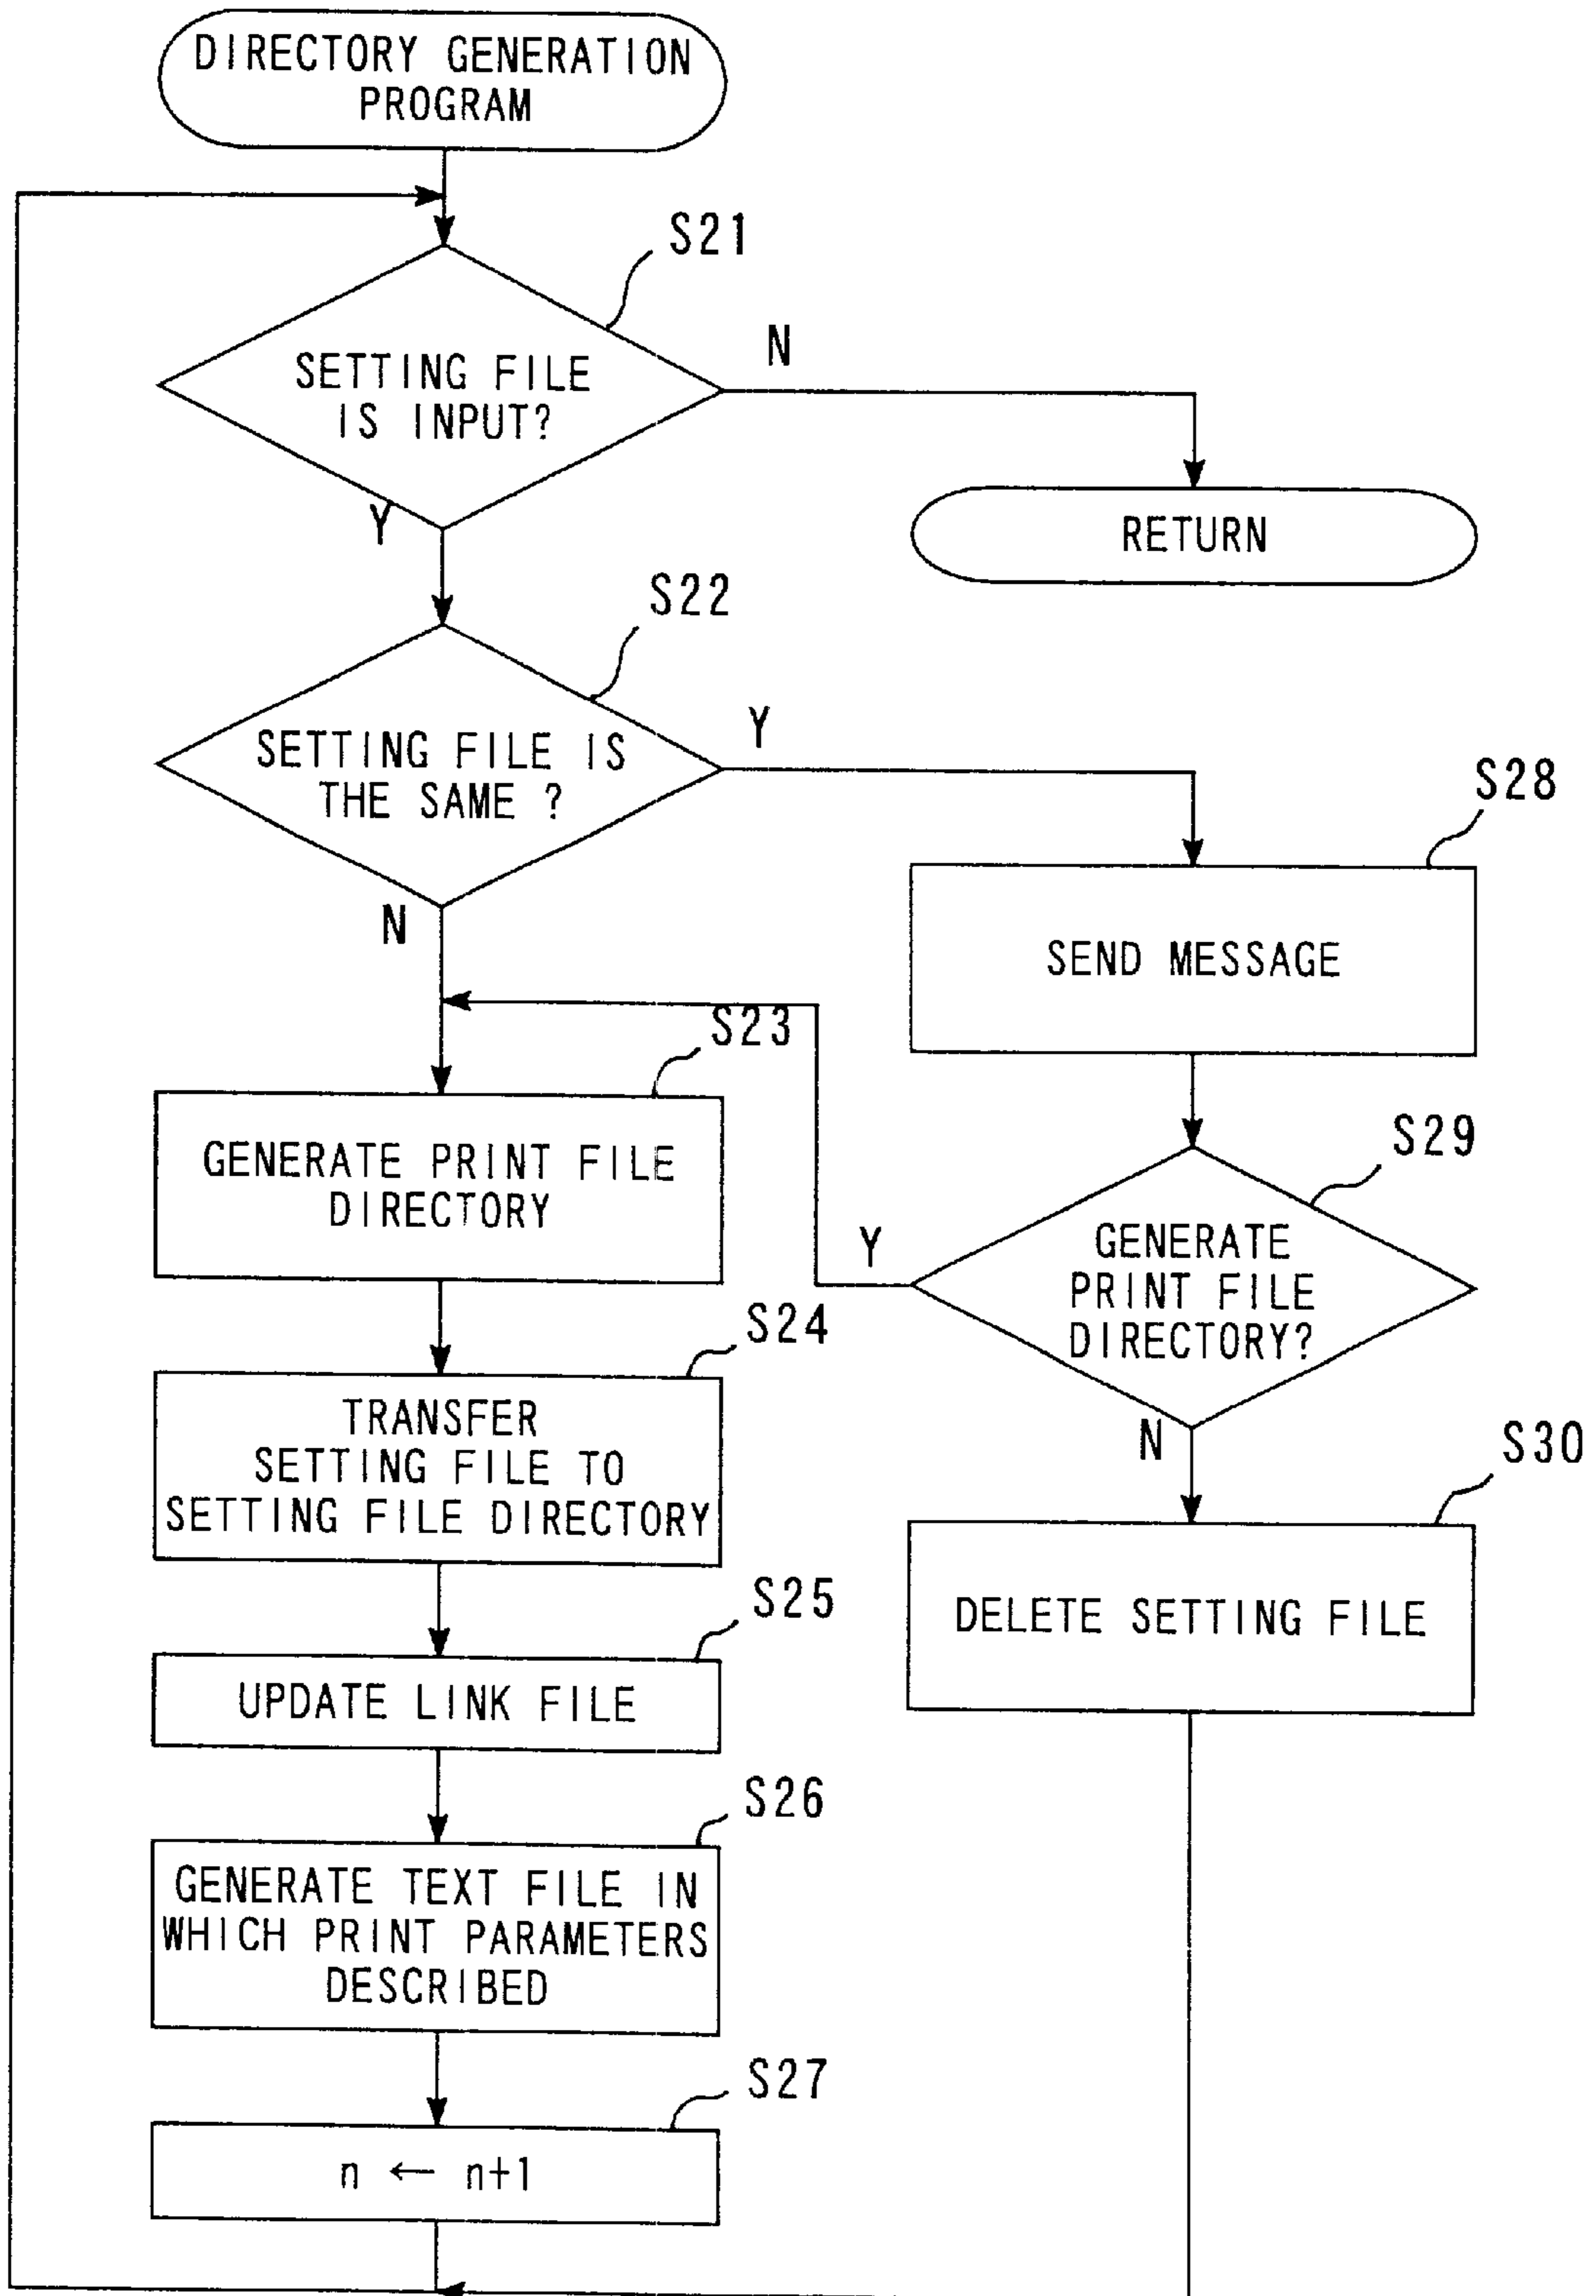 DIRECTORY GENERATION
PROGRAM
S21
SETTING FILE
IS INPUT?
N
Y
RETURN
S22
SETTING FILE IS
THE SAME ?
Y
N
S28
SEND MESSAGE
S23
GENERATE PRINT FILE
DIRECTORY
S29
GENERATE
PRINT FILE
DIRECTORY?
Y
N
S24
TRANSFER
SETTING FILE TO
SETTING FILE DIRECTORY
S30
DELETE SETTING FILE
S25
UPDATE LINK FILE
S26
GENERATE TEXT FILE IN
WHICH PRINT PARAMETERS
DESCRIBED
S27
n ← n+1